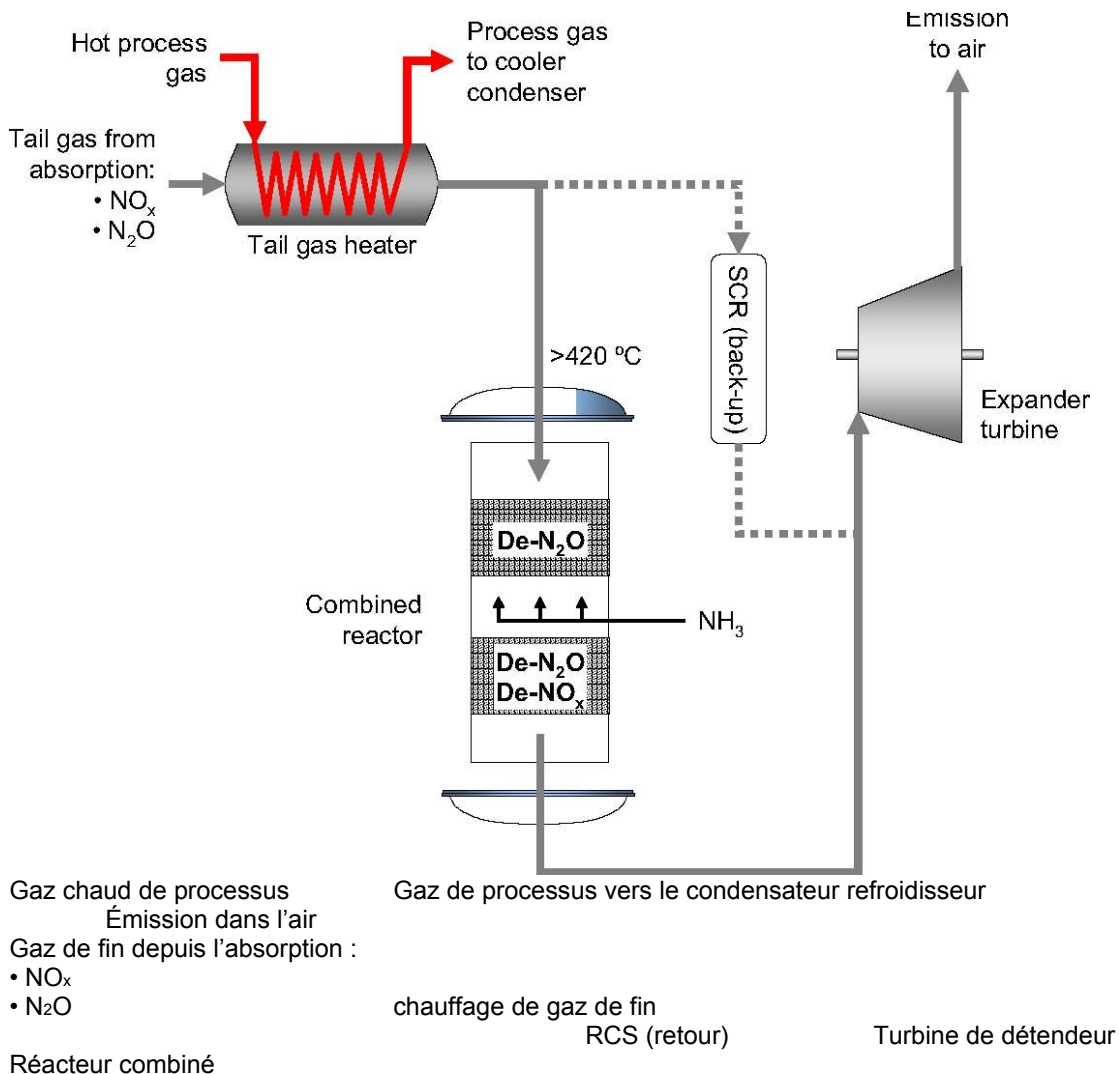 Hot process
gas
Process gas
to cooler
condenser
Emission
to air
Tail gas from
absorption:
• NOx
• N2O
Tail gas heater
SCR (back-up)
>420 ºC
Expander
turbine
De-N2O
Combined
reactor
NH3
De-N2O
De-NOx
Gaz chaud de processus Gaz de processus vers le condensateur refroidisseur
Émission dans l’air
Gaz de fin depuis l’absorption :
• NOx
• N2O chauffage de gaz de fin
RCS (retour) Turbine de détendeur
Réacteur combiné